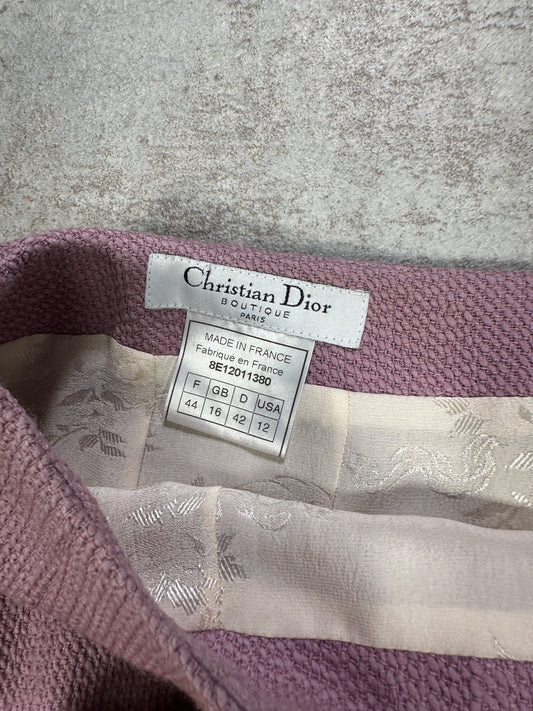 Christian Dior
BOUTIQUE
PARIS
MADE IN FRANCE
Fabriqué en France
8E12011380
F GB D USA
44 16 42 12